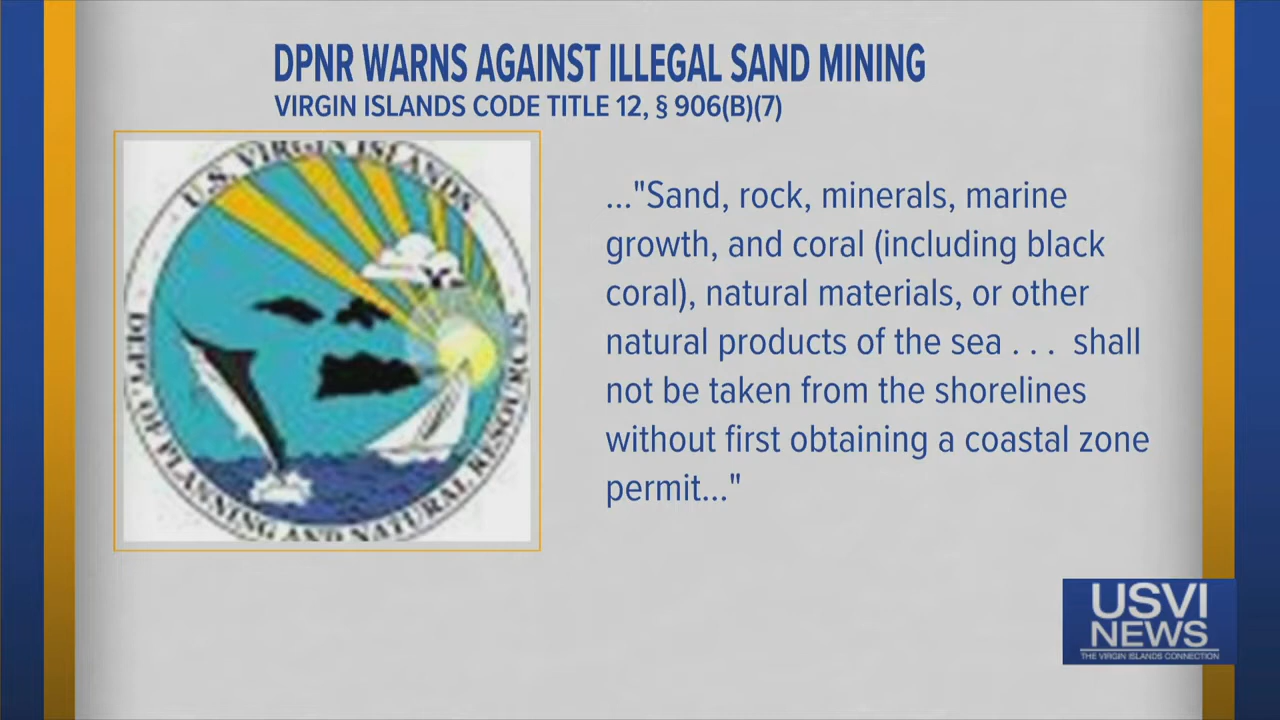 DPNR WARNS AGAINST ILLEGAL SAND MINING
VIRGIN ISLANDS CODE TITLE 12, § 906(B)(7)
U.S. VIRGIN ISLANDS
DEPT. OF PLANNING AND NATURAL RESOURCES
..."Sand, rock, minerals, marine
growth, and coral (including black
coral), natural materials, or other
natural products of the sea . . .  shall
not be taken from the shorelines
without first obtaining a coastal zone
permit..."
USVI
NEWS
THE VIRGIN ISLANDS CONNECTION